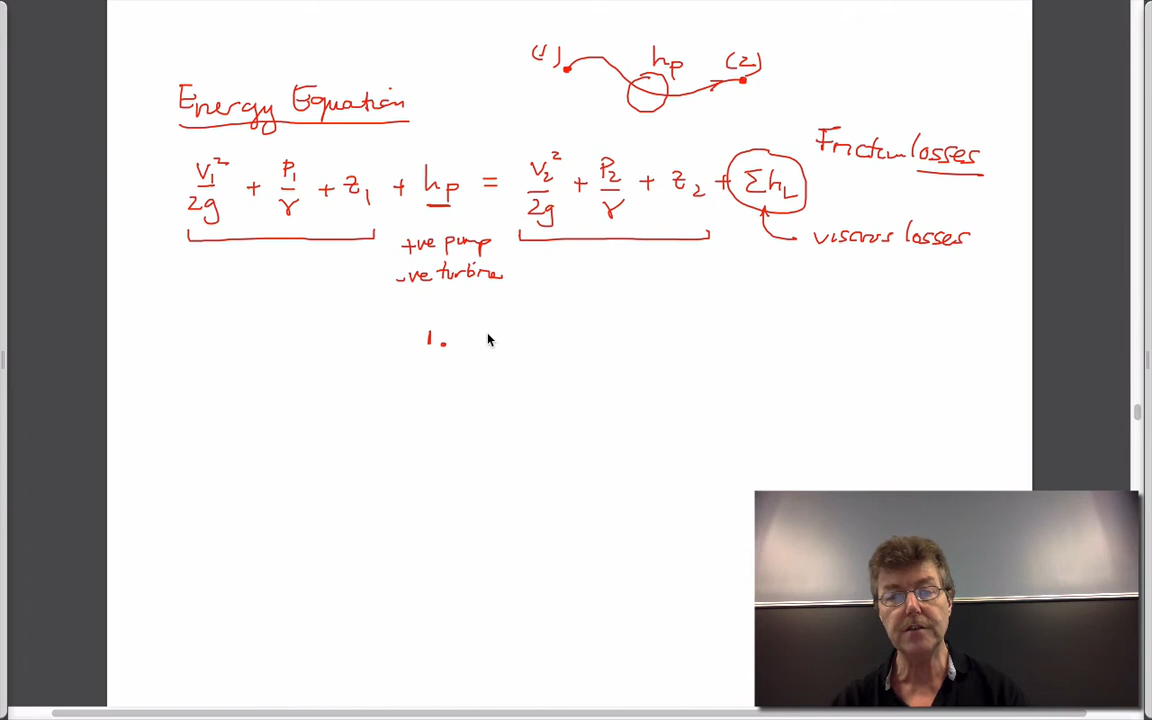 (1) hp (2)
Energy Equation
Friction losses
V₁²/2g + P₁/γ + z₁ + hp = V₂²/2g + P₂/γ + z₂ + Σh_L
viscous losses
+ve pump
-ve turbine
1.